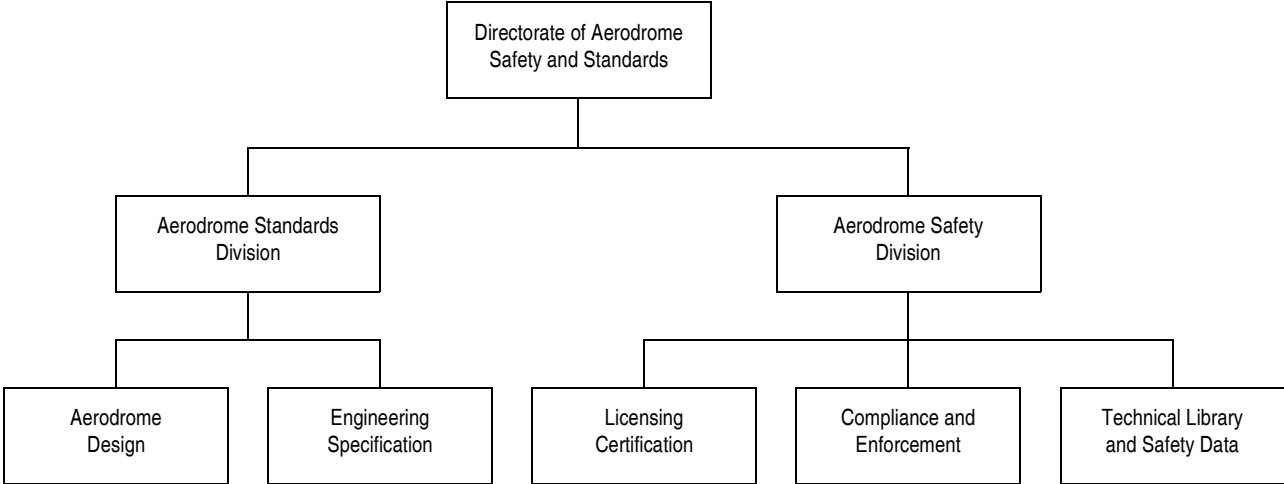 Directorate of Aerodrome
Safety and Standards
Aerodrome Standards
Division
Aerodrome Safety
Division
Aerodrome
Design
Engineering
Specification
Licensing
Certification
Compliance and
Enforcement
Technical Library
and Safety Data